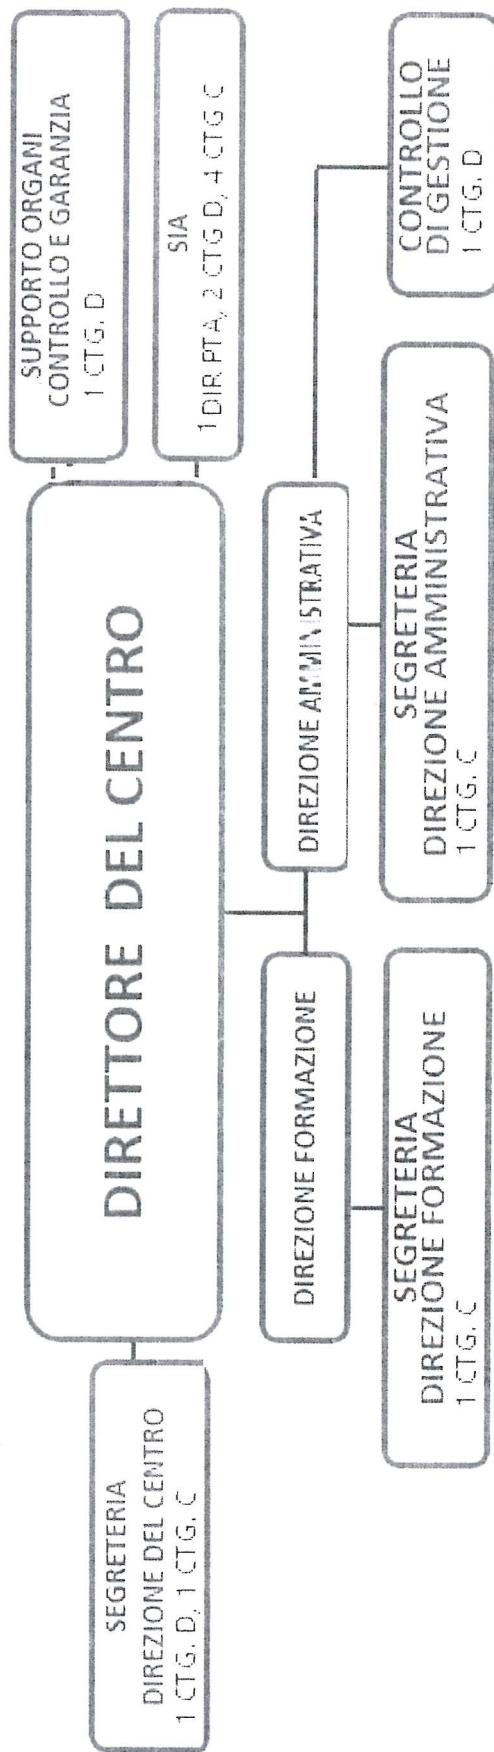 DIRETTORE DEL CENTRO
SEGRETERIA
DIREZIONE DEL CENTRO
1 CTG. D, 1 CTG. C
SUPPORTO ORGANI
CONTROLLO E GARANZIA
1 CTG. D
SIA
1 DIR. PTA, 2 CTG D, 4 CTG C
DIREZIONE FORMAZIONE
DIREZIONE AMMINISTRATIVA
SEGRETERIA
DIREZIONE FORMAZIONE
1 CTG. C
SEGRETERIA
DIREZIONE AMMINISTRATIVA
1 CTG. C
CONTROLLO
DI GESTIONE
1 CTG. D